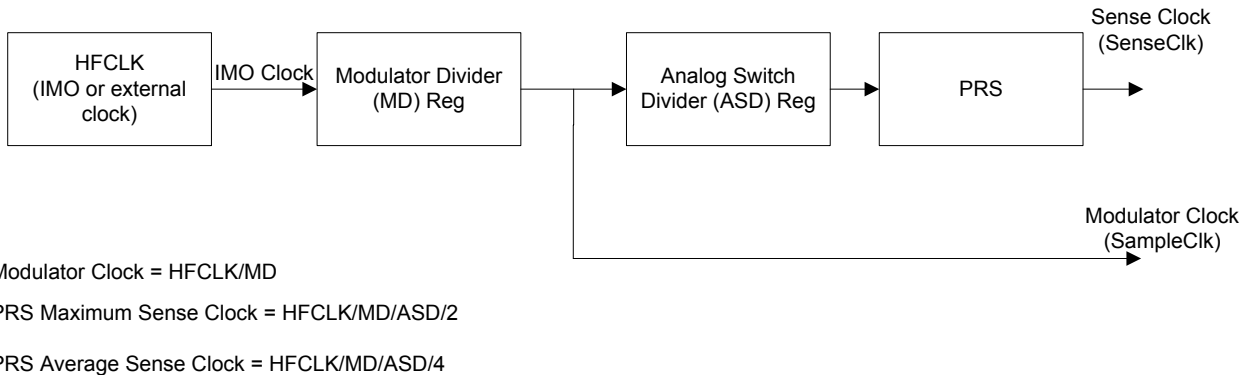 HFCLK
(IMO or external
clock)
IMO Clock
Modulator Divider
(MD) Reg
Analog Switch
Divider (ASD) Reg
PRS
Sense Clock
(SenseClk)
Modulator Clock
(SampleClk)
Modulator Clock = HFCLK/MD
PRS Maximum Sense Clock = HFCLK/MD/ASD/2
PRS Average Sense Clock = HFCLK/MD/ASD/4